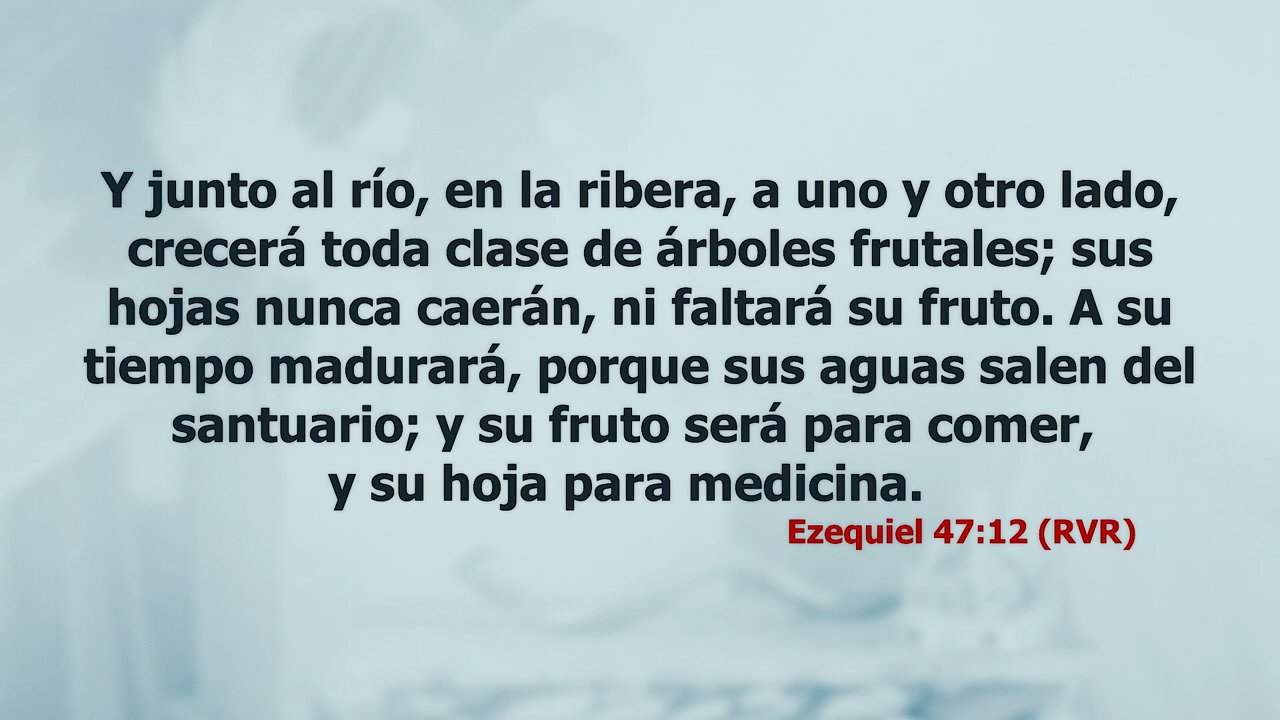 Y junto al río, en la ribera, a uno y otro lado,
crecerá toda clase de árboles frutales; sus
hojas nunca caerán, ni faltará su fruto. A su
tiempo madurará, porque sus aguas salen del
santuario; y su fruto será para comer,
y su hoja para medicina.
Ezequiel 47:12 (RVR)